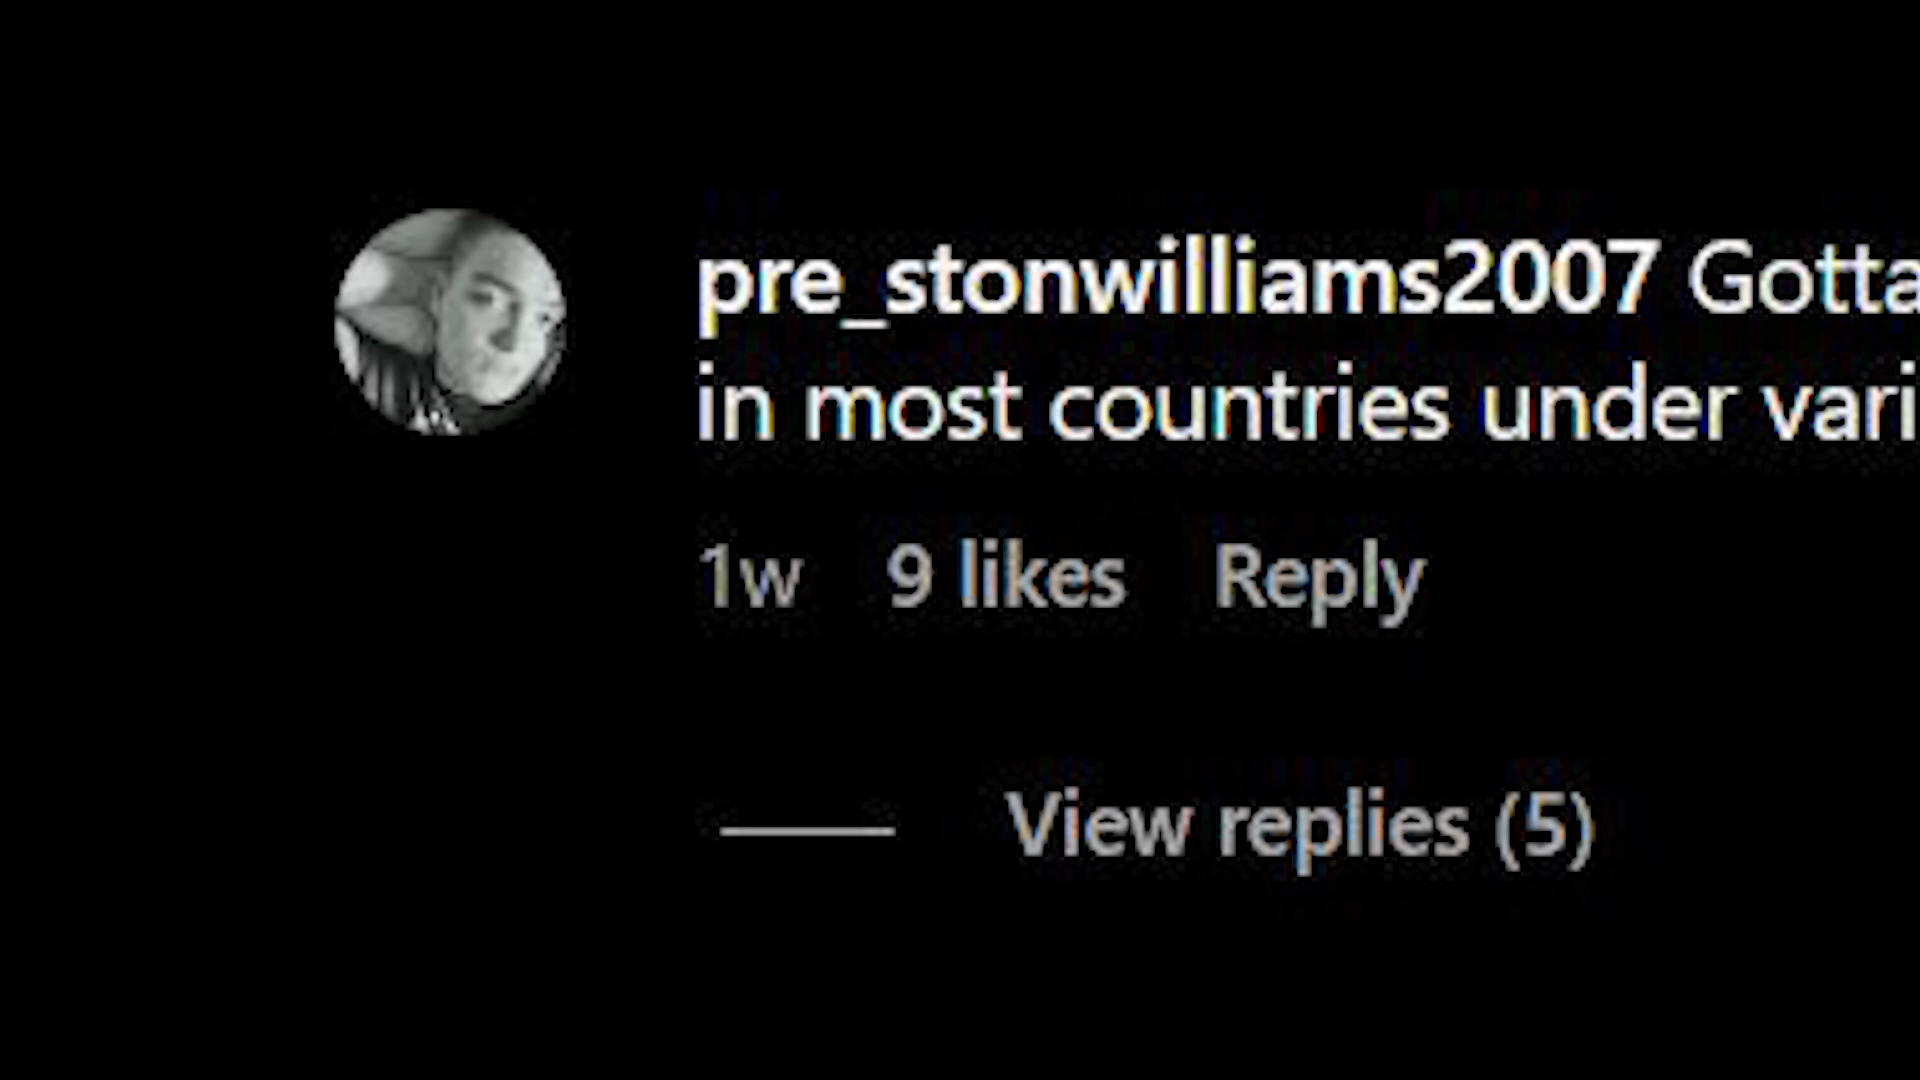 pre_stonwilliams2007 Gotta
in most countries under vari
1w 9 likes Reply
View replies (5)